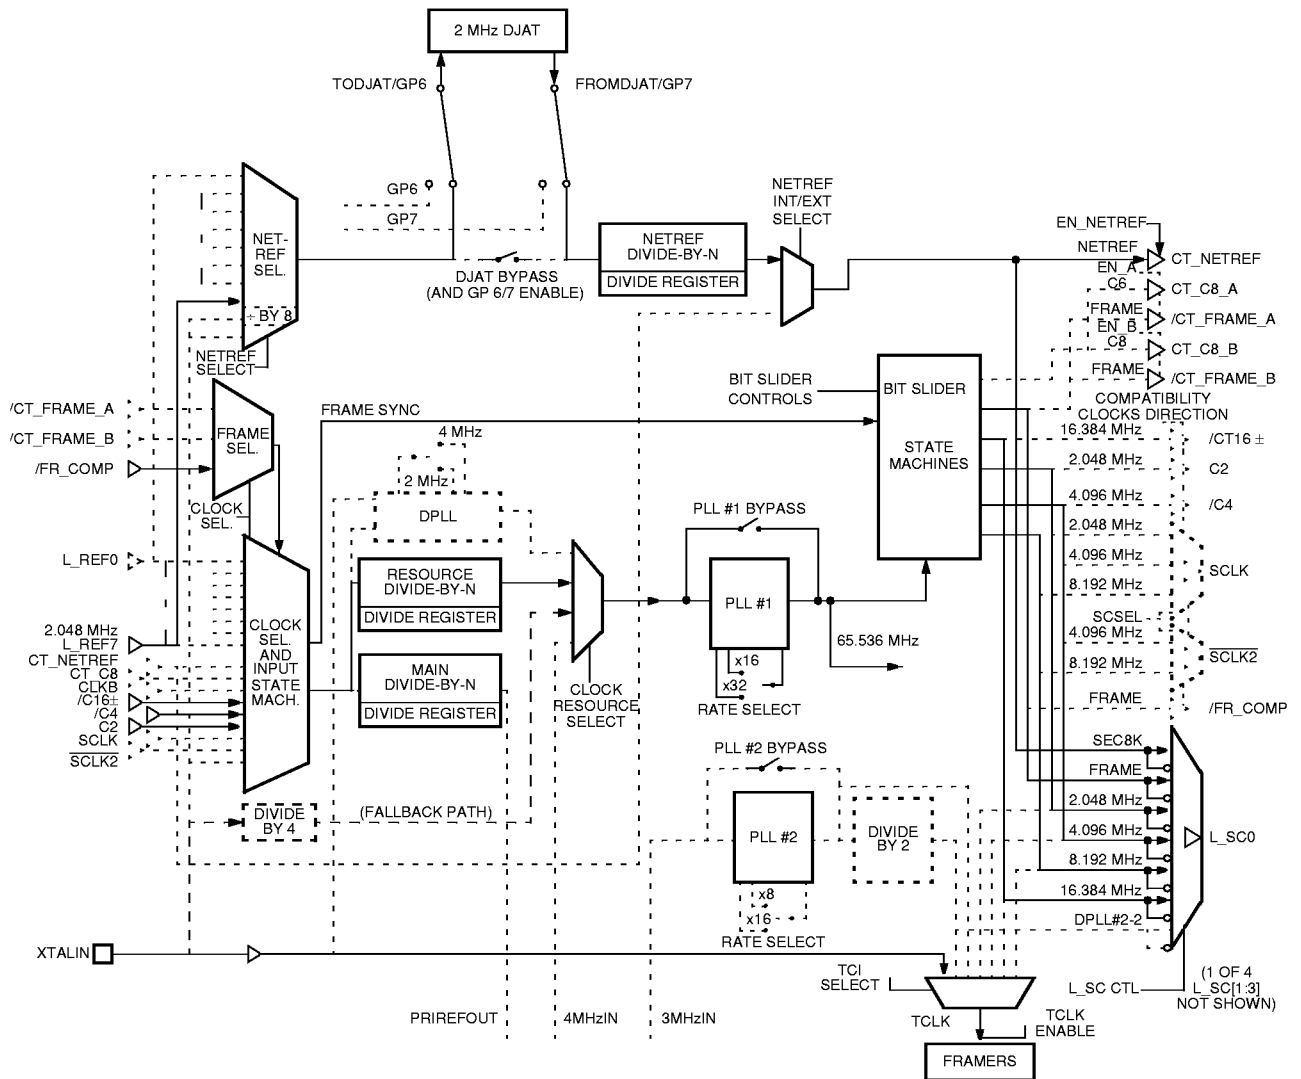 2 MHz DJAT
TODJAT/GP6
FROMDJAT/GP7
GP6
GP7
NET-
REF
SEL.
÷ BY 8
NETREF
SELECT
DJAT BYPASS
(AND GP 6/7 ENABLE)
NETREF
DIVIDE-BY-N
DIVIDE REGISTER
NETREF
INT/EXT
SELECT
EN_NETREF
NETREF
CT_NETREF
EN_A
C6
CT_C8_A
FRAME
/CT_FRAME_A
EN_B
C8
CT_C8_B
FRAME
/CT_FRAME_B
COMPATIBILITY
CLOCKS DIRECTION
/CT_FRAME_A
/CT_FRAME_B
/FR_COMP
FRAME
SEL.
CLOCK
SEL.
FRAME SYNC
4 MHz
2 MHz
DPLL
BIT SLIDER
CONTROLS
BIT SLIDER
STATE
MACHINES
16.384 MHz
/CT16 ±
2.048 MHz
C2
4.096 MHz
/C4
2.048 MHz
4.096 MHz
8.192 MHz
SCLK
SCSEL
4.096 MHz
8.192 MHz
SCLK2
FRAME
/FR_COMP
L_REF0
2.048 MHz
L_REF7
CT_NETREF
CT_C8
CLKB
/C16±
/C4
C2
SCLK
SCLK2
CLOCK
SEL.
AND
INPUT
STATE
MACH.
RESOURCE
DIVIDE-BY-N
DIVIDE REGISTER
MAIN
DIVIDE-BY-N
DIVIDE REGISTER
CLOCK
RESOURCE
SELECT
PLL #1 BYPASS
PLL #1
x16
x32
RATE SELECT
65.536 MHz
DIVIDE
BY 4
(FALLBACK PATH)
PLL #2 BYPASS
PLL #2
DIVIDE
BY 2
x8
x16
RATE SELECT
SEC8K
FRAME
2.048 MHz
4.096 MHz
8.192 MHz
16.384 MHz
DPLL#2-2
L_SC0
XTALIN
PRIREFOUT
4MHzIN
3MHzIN
TCI
SELECT
TCLK
TCLK
ENABLE
FRAMERS
L_SC CTL
(1 OF 4
L_SC[1:3]
NOT SHOWN)